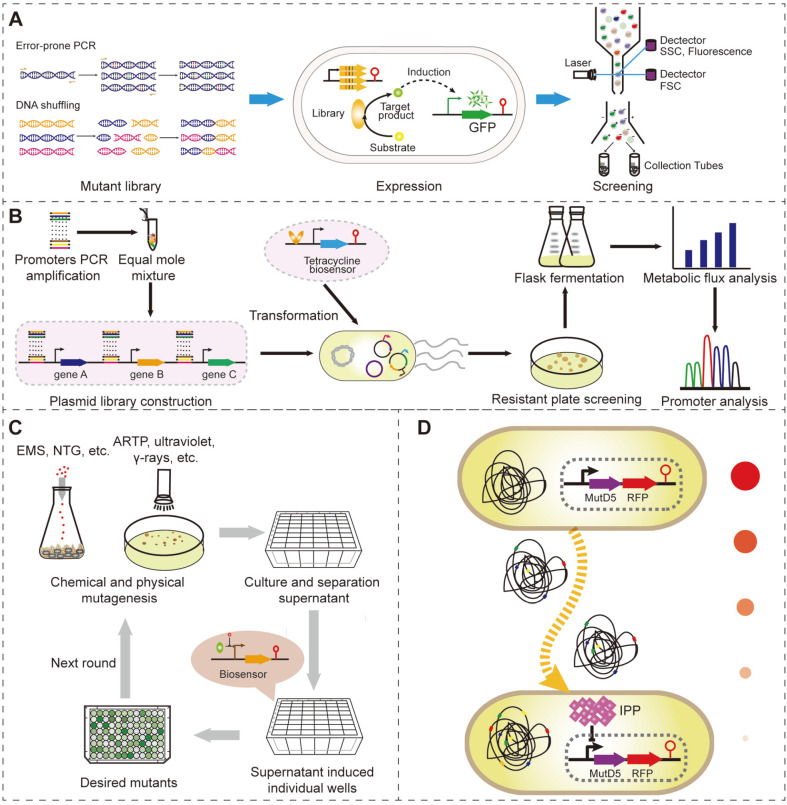 A
Error-prone PCR
DNA shuffling
Mutant library
Library
Target
product
Induction
Substrate
GFP
Expression
Dectector
SSC, Fluorescence
Laser
Dectector
FSC
Collection Tubes
Screening
B
Promoters PCR
amplification
Equal mole
mixture
Tetracycline
biosensor
Transformation
gene A
gene B
gene C
Plasmid library construction
Flask fermentation
Metabolic flux analysis
Resistant plate screening
Promoter analysis
C
EMS, NTG, etc.
ARTP, ultraviolet,
γ-rays, etc.
Chemical and physical
mutagenesis
Culture and separation
supernatant
Next round
Biosensor
Desired mutants
Supernatant induced
individual wells
D
MutD5
RFP
IPP
MutD5
RFP